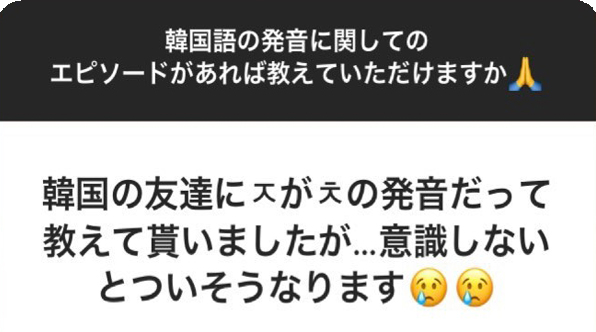 韓国語の発音に関しての
エピソードがあれば教えていただけますか🙏
韓国の友達にㅈがㅊの発音だって
教えて貰いましたが...意識しない
とついそうなります😢😢